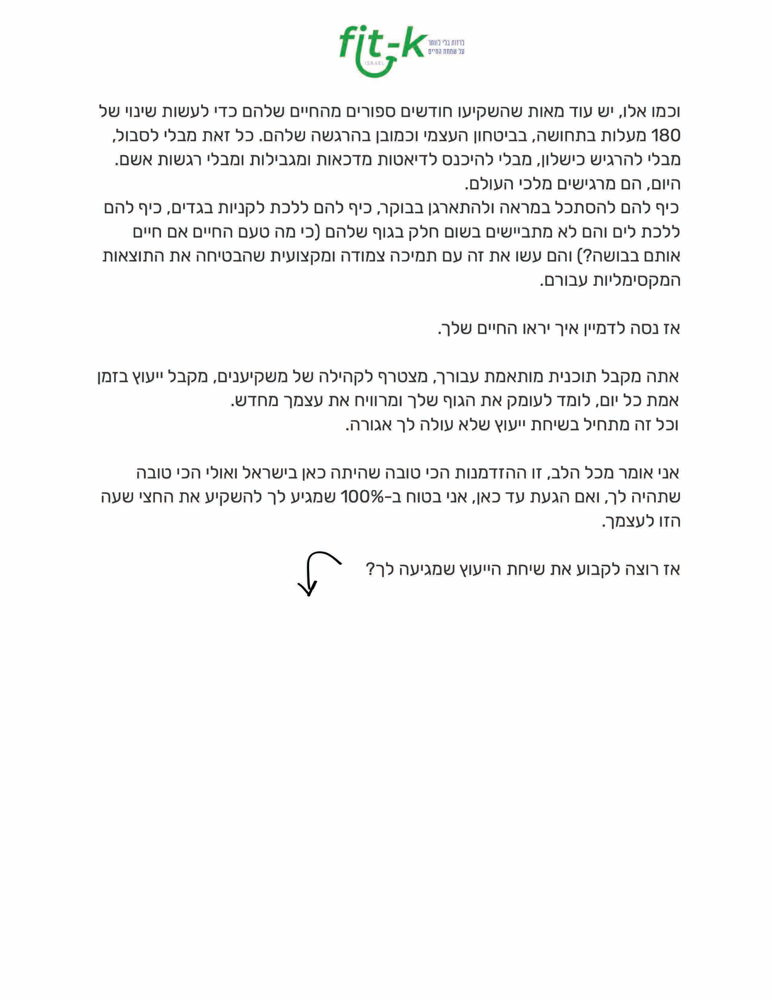 fit-k
לרזות בלי לוותר
על שמחת החיים
ISRAEL
וכמו אלו, יש עוד מאות שהשקיעו חודשים ספורים מהחיים שלהם כדי לעשות שינוי של
180 מעלות בתחושה, בביטחון העצמי וכמובן בהרגשה שלהם. כל זאת מבלי לסבול,
מבלי להרגיש כישלון, מבלי להיכנס לדיאטות מדכאות ומגבילות ומבלי רגשות אשם.
היום, הם מרגישים מלכי העולם.
כיף להם להסתכל במראה ולהתארגן בבוקר, כיף להם ללכת לקניות בגדים, כיף להם
ללכת לים והם לא מתביישים בשום חלק בגוף שלהם (כי מה טעם החיים אם חיים
אותם בבושה?) והם עשו את זה עם תמיכה צמודה ומקצועית שהבטיחה את התוצאות
המקסימליות עבורם.
אז נסה לדמיין איך יראו החיים שלך.
אתה מקבל תוכנית מותאמת עבורך, מצטרף לקהילה של משקיענים, מקבל ייעוץ בזמן
אמת כל יום, לומד לעומק את הגוף שלך ומרוויח את עצמך מחדש.
וכל זה מתחיל בשיחת ייעוץ שלא עולה לך אגורה.
אני אומר מכל הלב, זו ההזדמנות הכי טובה שהיתה כאן בישראל ואולי הכי טובה
שתהיה לך, ואם הגעת עד כאן, אני בטוח ב-100% שמגיע לך להשקיע את החצי שעה
הזו לעצמך.
אז רוצה לקבוע את שיחת הייעוץ שמגיעה לך?